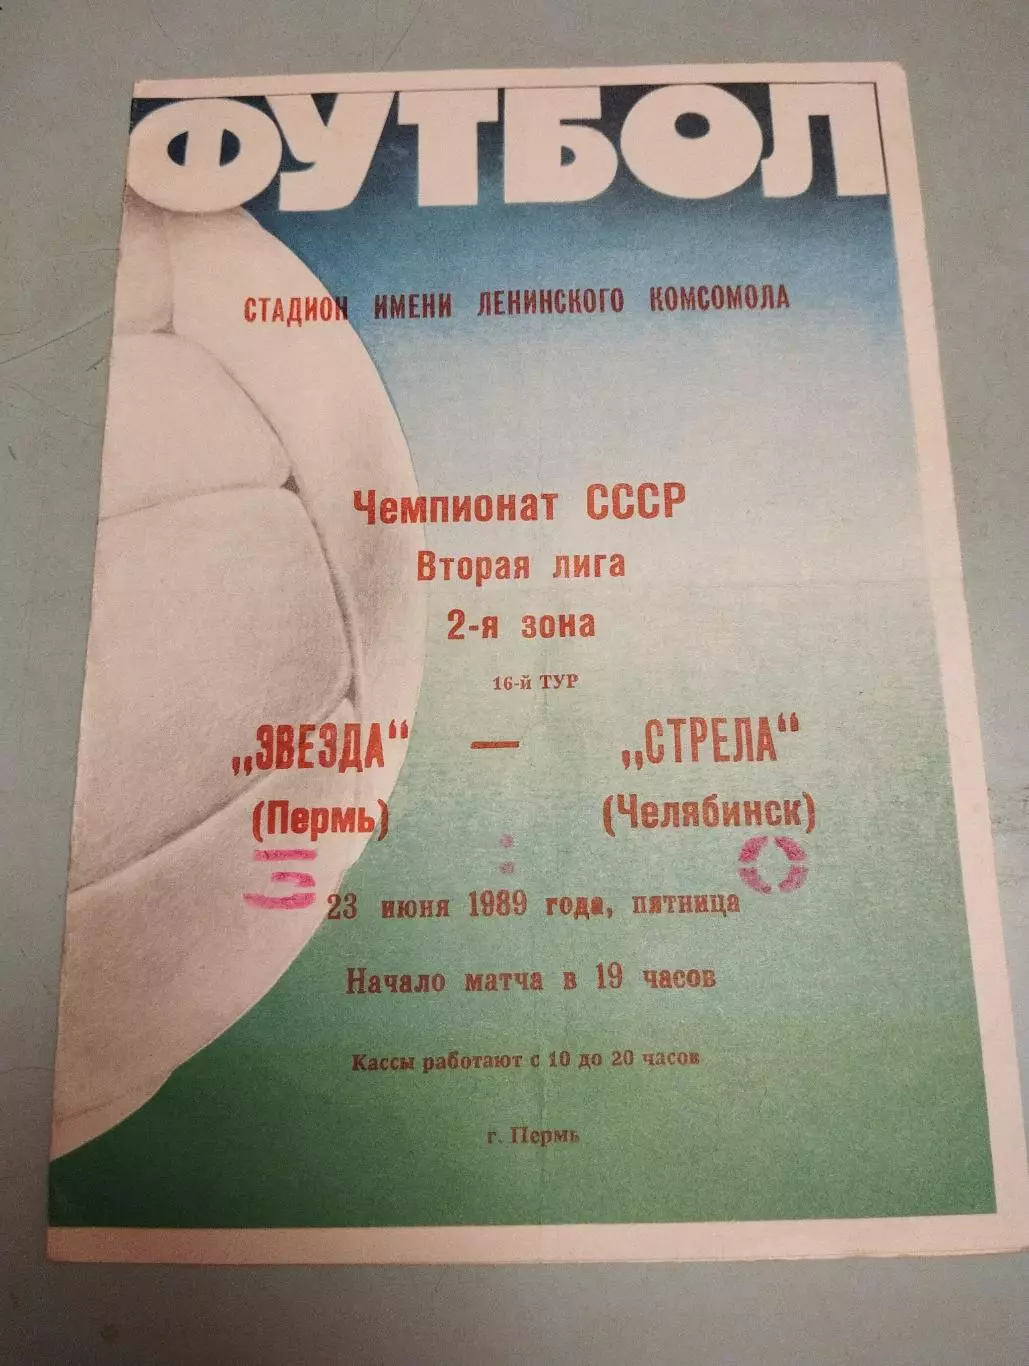 ФУТБОЛ
СТАДИОН ИМЕНИ ЛЕНИНСКОГО КОМСОМОЛА
Чемпионат СССР
Вторая лига
2-я зона
16-й ТУР
„ЗВЕЗДА“ — „СТРЕЛА“
(Пермь) (Челябинск)
3 : 0
23 июня 1989 года, пятница
Начало матча в 19 часов
Кассы работают с 10 до 20 часов
г. Пермь